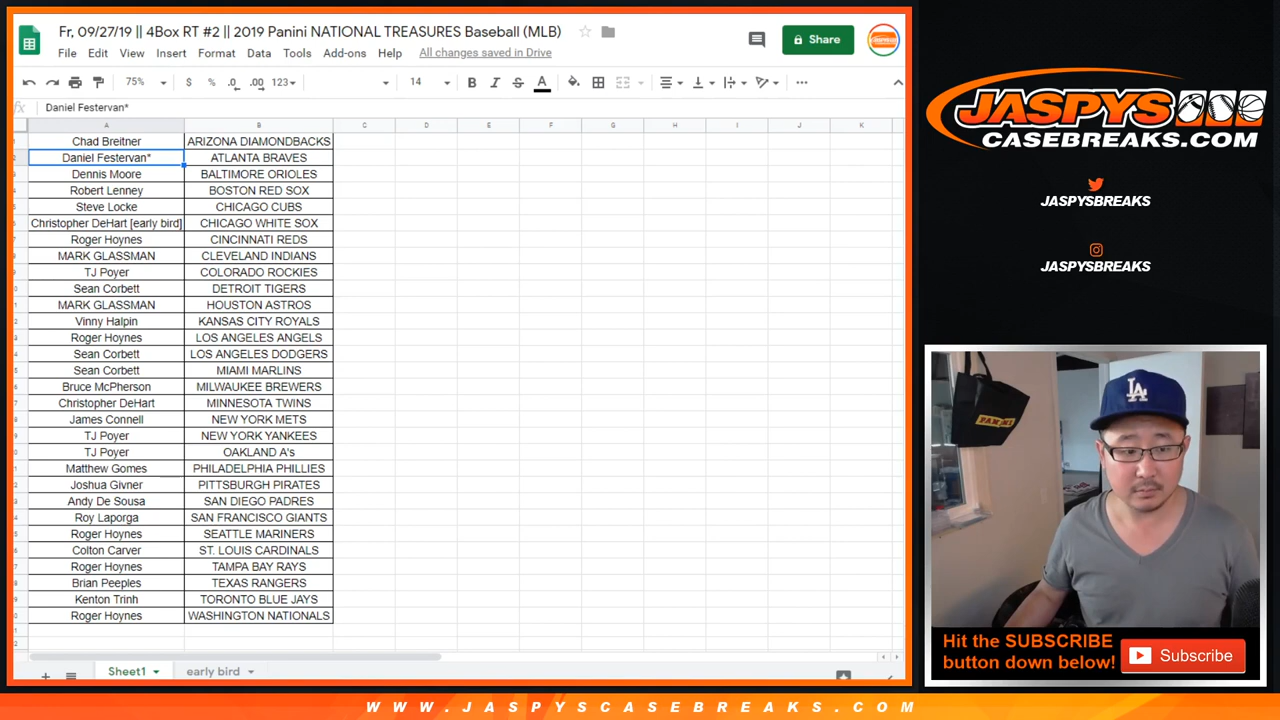 Fr, 09/27/19 || 4Box RT #2 || 2019 Panini NATIONAL TREASURES Baseball (MLB)
File Edit View Insert Format Data Tools Add-ons Help All changes saved in Drive
Share
75% $ % .0 .00 123 14 B I S A
fx Daniel Festervan*
A B C D E F G H I J K
Chad Breitner ARIZONA DIAMONDBACKS
Daniel Festervan* ATLANTA BRAVES
Dennis Moore BALTIMORE ORIOLES
Robert Lenney BOSTON RED SOX
Steve Locke CHICAGO CUBS
Christopher DeHart [early bird] CHICAGO WHITE SOX
Roger Hoynes CINCINNATI REDS
MARK GLASSMAN CLEVELAND INDIANS
TJ Poyer COLORADO ROCKIES
Sean Corbett DETROIT TIGERS
MARK GLASSMAN HOUSTON ASTROS
Vinny Halpin KANSAS CITY ROYALS
Roger Hoynes LOS ANGELES ANGELS
Sean Corbett LOS ANGELES DODGERS
Sean Corbett MIAMI MARLINS
Bruce McPherson MILWAUKEE BREWERS
Christopher DeHart MINNESOTA TWINS
James Connell NEW YORK METS
TJ Poyer NEW YORK YANKEES
TJ Poyer OAKLAND A's
Matthew Gomes PHILADELPHIA PHILLIES
Joshua Givner PITTSBURGH PIRATES
Andy De Sousa SAN DIEGO PADRES
Roy Laporga SAN FRANCISCO GIANTS
Roger Hoynes SEATTLE MARINERS
Colton Carver ST. LOUIS CARDINALS
Roger Hoynes TAMPA BAY RAYS
Brian Peeples TEXAS RANGERS
Kenton Trinh TORONTO BLUE JAYS
Roger Hoynes WASHINGTON NATIONALS
Sheet1 early bird
JASPYS
CASEBREAKS.COM
JASPYSBREAKS
JASPYSBREAKS
PANINI
LA
Hit the SUBSCRIBE
button down below!
Subscribe
WWW.JASPYSCASEBREAKS.COM